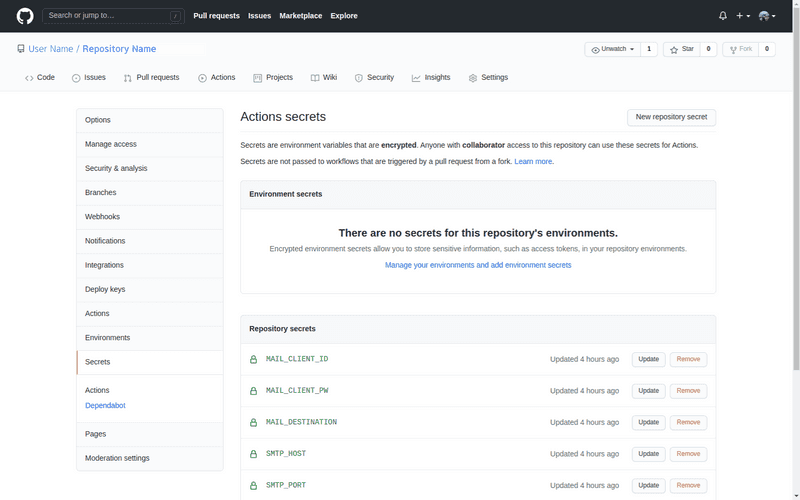 Search or jump to… /
Pull requests Issues Marketplace Explore
User Name / Repository Name
Unwatch 1 Star 0 Fork 0
Code Issues Pull requests Actions Projects Wiki Security Insights Settings
Options
Manage access
Security & analysis
Branches
Webhooks
Notifications
Integrations
Deploy keys
Actions
Environments
Secrets
Actions
Dependabot
Pages
Moderation settings
Actions secrets
New repository secret
Secrets are environment variables that are encrypted. Anyone with collaborator access to this repository can use these secrets for Actions.
Secrets are not passed to workflows that are triggered by a pull request from a fork. Learn more.
Environment secrets
There are no secrets for this repository's environments.
Encrypted environment secrets allow you to store sensitive information, such as access tokens, in your repository environments.
Manage your environments and add environment secrets
Repository secrets
MAIL_CLIENT_ID Updated 4 hours ago Update Remove
MAIL_CLIENT_PW Updated 4 hours ago Update Remove
MAIL_DESTINATION Updated 4 hours ago Update Remove
SMTP_HOST Updated 4 hours ago Update Remove
SMTP_PORT Updated 4 hours ago Update Remove